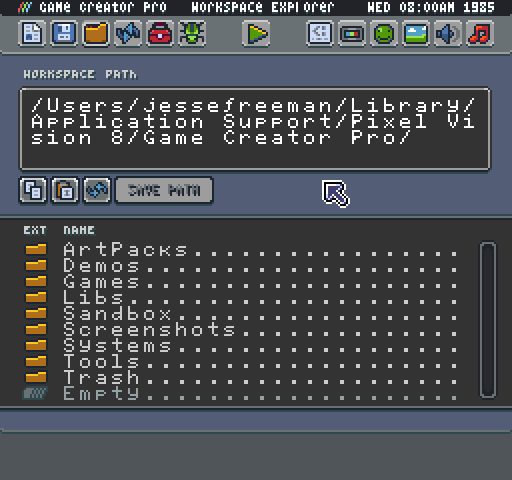 GAME CREATOR PRO WORKSPACE EXPLORER WED 08:00AM 1985
WORKSPACE PATH
/Users/jessefreeman/Library/
Application Support/Pixel Vi
sion 8/Game Creator Pro/
SAVE PATH
EXT NAME
ArtPacks.................
Demos....................
Games....................
Libs.....................
Sandbox..................
Screenshots..............
Systems..................
Tools....................
Trash....................
Empty....................